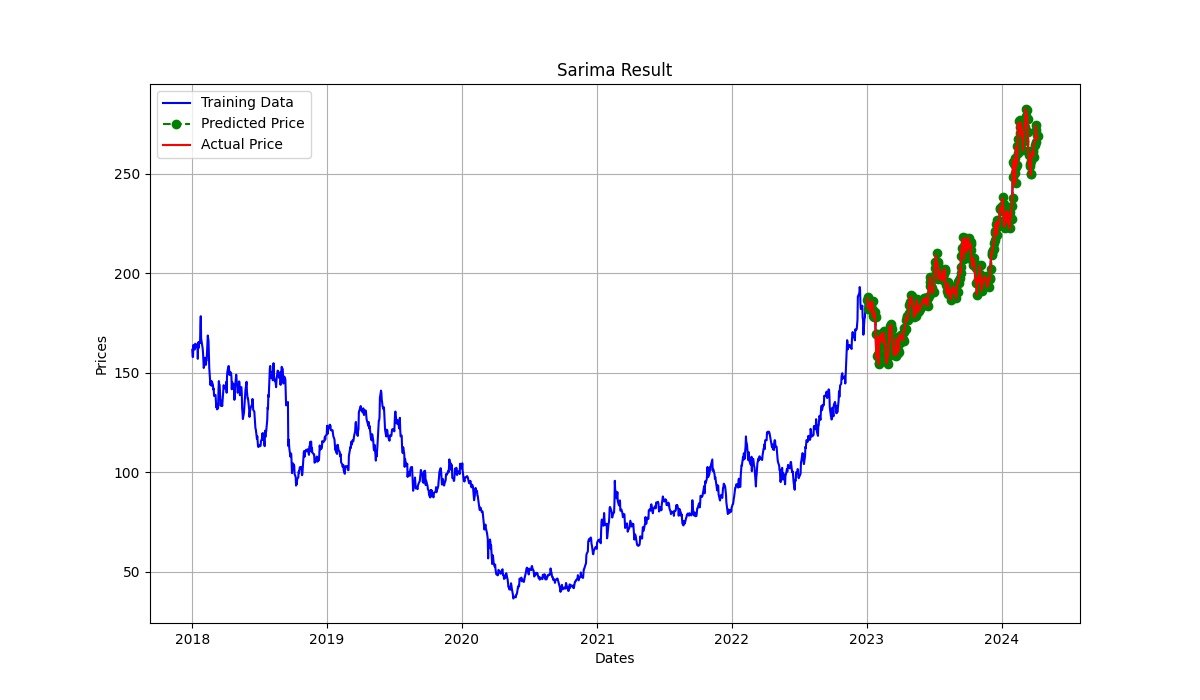 Sarima Result
Training Data
Predicted Price
Actual Price
250
200
150
100
50
Prices
2018 2019 2020 2021 2022 2023 2024
Dates